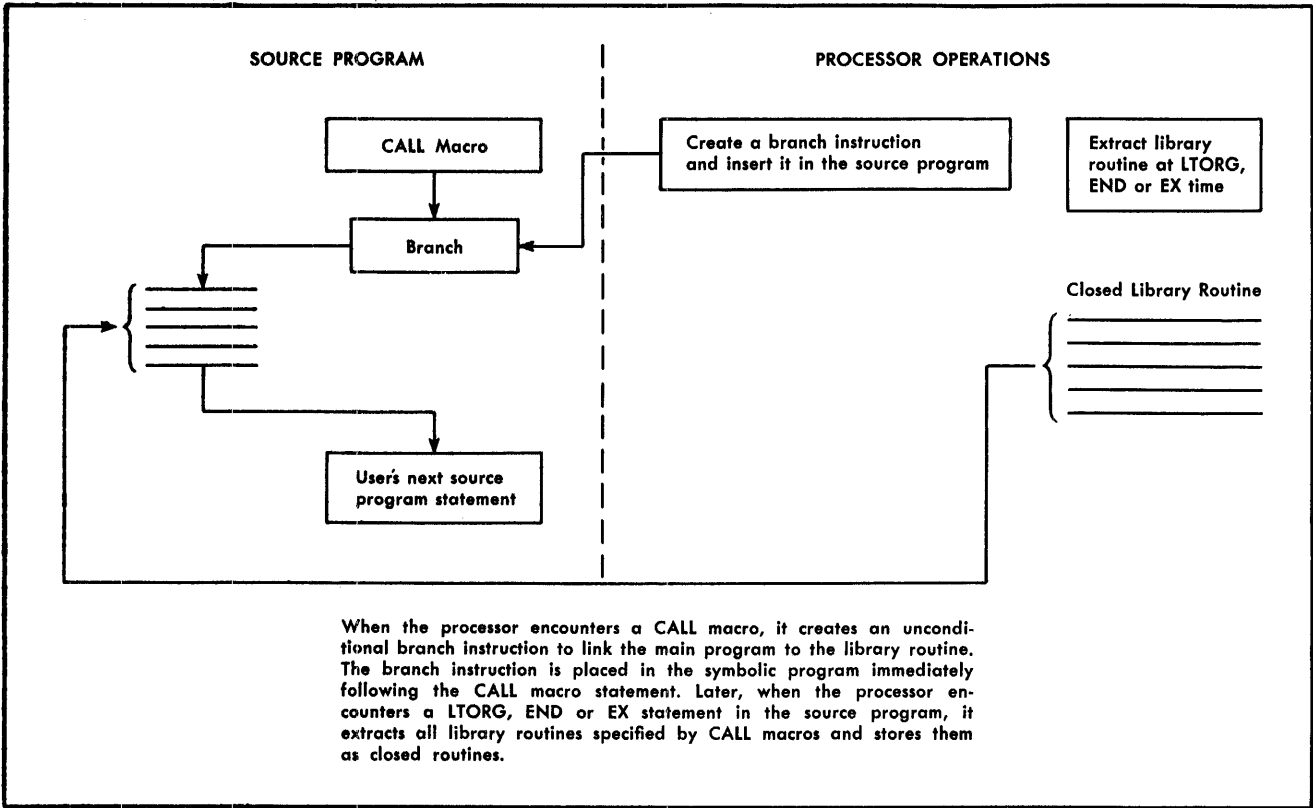 SOURCE PROGRAM
PROCESSOR OPERATIONS
CALL Macro
Branch
User's next source
program statement
Create a branch instruction
and insert it in the source program
Extract library
routine at LTORG,
END or EX time
Closed Library Routine
When the processor encounters a CALL macro, it creates an uncondi-
tional branch instruction to link the main program to the library routine.
The branch instruction is placed in the symbolic program immediately
following the CALL macro statement. Later, when the processor en-
counters a LTORG, END or EX statement in the source program, it
extracts all library routines specified by CALL macros and stores them
as closed routines.